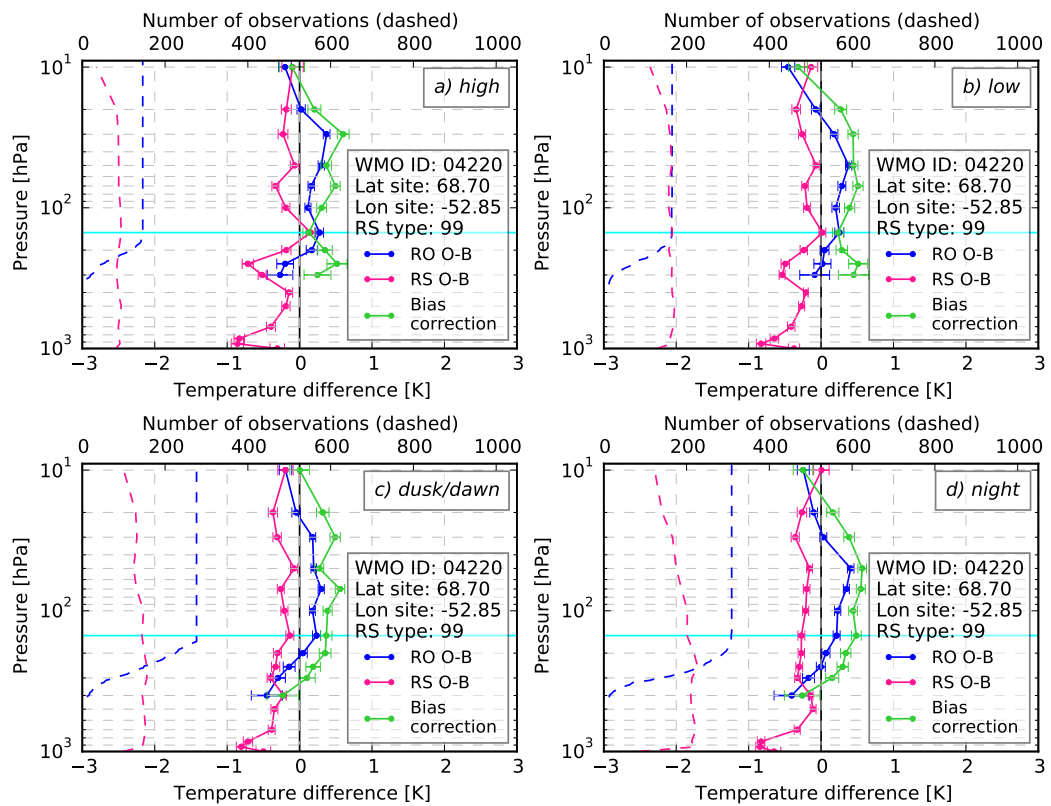 Number of observations (dashed)
0 200 400 600 800 1000
Pressure [hPa]
10^1
10^2
10^3
a) high
WMO ID: 04220
Lat site: 68.70
Lon site: -52.85
RS type: 99
RO O-B
RS O-B
Bias
correction
−3 −2 −1 0 1 2 3
Temperature difference [K]
Number of observations (dashed)
0 200 400 600 800 1000
Pressure [hPa]
10^1
10^2
10^3
b) low
WMO ID: 04220
Lat site: 68.70
Lon site: -52.85
RS type: 99
RO O-B
RS O-B
Bias
correction
−3 −2 −1 0 1 2 3
Temperature difference [K]
Number of observations (dashed)
0 200 400 600 800 1000
Pressure [hPa]
10^1
10^2
10^3
c) dusk/dawn
WMO ID: 04220
Lat site: 68.70
Lon site: -52.85
RS type: 99
RO O-B
RS O-B
Bias
correction
−3 −2 −1 0 1 2 3
Temperature difference [K]
Number of observations (dashed)
0 200 400 600 800 1000
Pressure [hPa]
10^1
10^2
10^3
d) night
WMO ID: 04220
Lat site: 68.70
Lon site: -52.85
RS type: 99
RO O-B
RS O-B
Bias
correction
−3 −2 −1 0 1 2 3
Temperature difference [K]